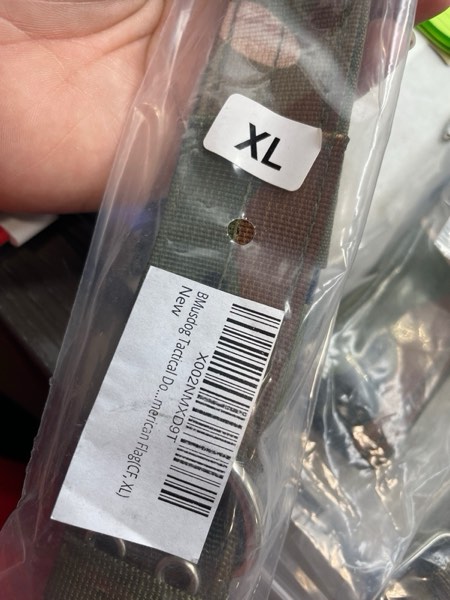 XL
X002NMXD9T
BMusdog Tactical Do...merican Flag(CF, XL)
New